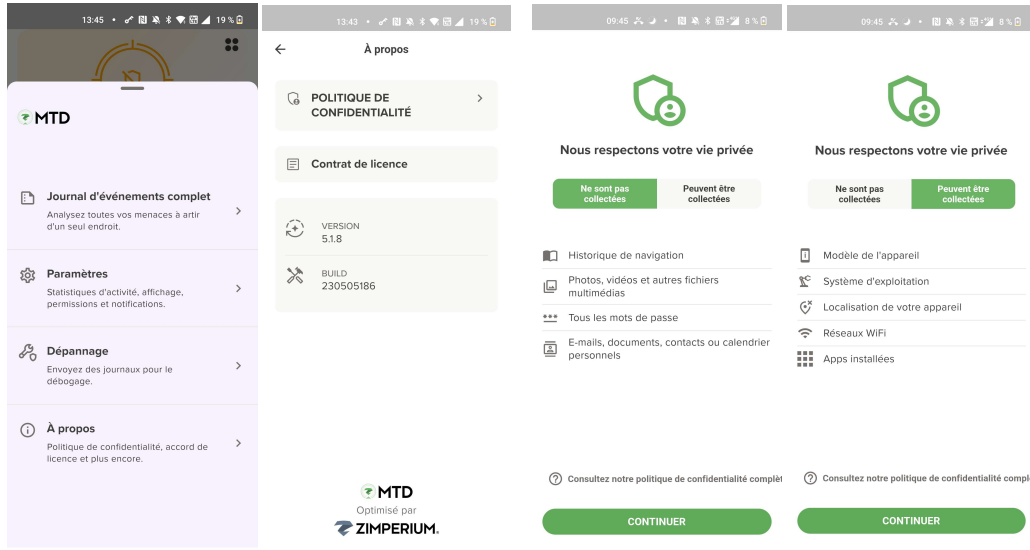 13:45
19 %
MTD
Journal d'événements complet
Analysez toutes vos menaces à artir
d'un seul endroit.
Paramètres
Statistiques d'activité, affichage,
permissions et notifications.
Dépannage
Envoyez des journaux pour le
débogage.
À propos
Politique de confidentialité, accord de
licence et plus encore.
13:43
19 %
À propos
POLITIQUE DE
CONFIDENTIALITÉ
Contrat de licence
VERSION
5.1.8
BUILD
230505186
MTD
Optimisé par
ZIMPERIUM.
09:45
8 %
Nous respectons votre vie privée
Ne sont pas
collectées
Peuvent être
collectées
Historique de navigation
Photos, vidéos et autres fichiers
multimédias
Tous les mots de passe
E-mails, documents, contacts ou calendrier
personnels
Consultez notre politique de confidentialité complèt
CONTINUER
09:45
8 %
Nous respectons votre vie privée
Ne sont pas
collectées
Peuvent être
collectées
Modèle de l'appareil
Système d'exploitation
Localisation de votre appareil
Réseaux WiFi
Apps installées
Consultez notre politique de confidentialité compl
CONTINUER